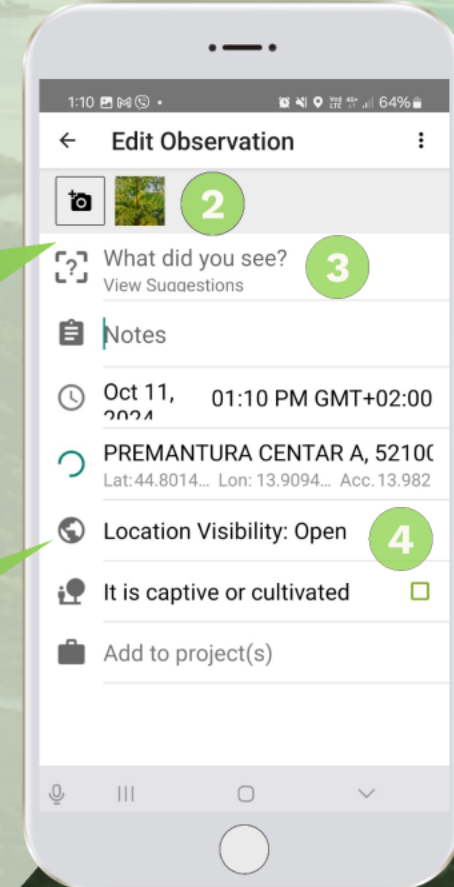 1:10 64%
Edit Observation
2
What did you see?
3
View Suggestions
Notes
Oct 11, 2024 01:10 PM GMT+02:00
PREMANTURA CENTAR A, 52100
Lat:44.8014... Lon: 13.9094... Acc.13.982
Location Visibility: Open
4
It is captive or cultivated
Add to project(s)